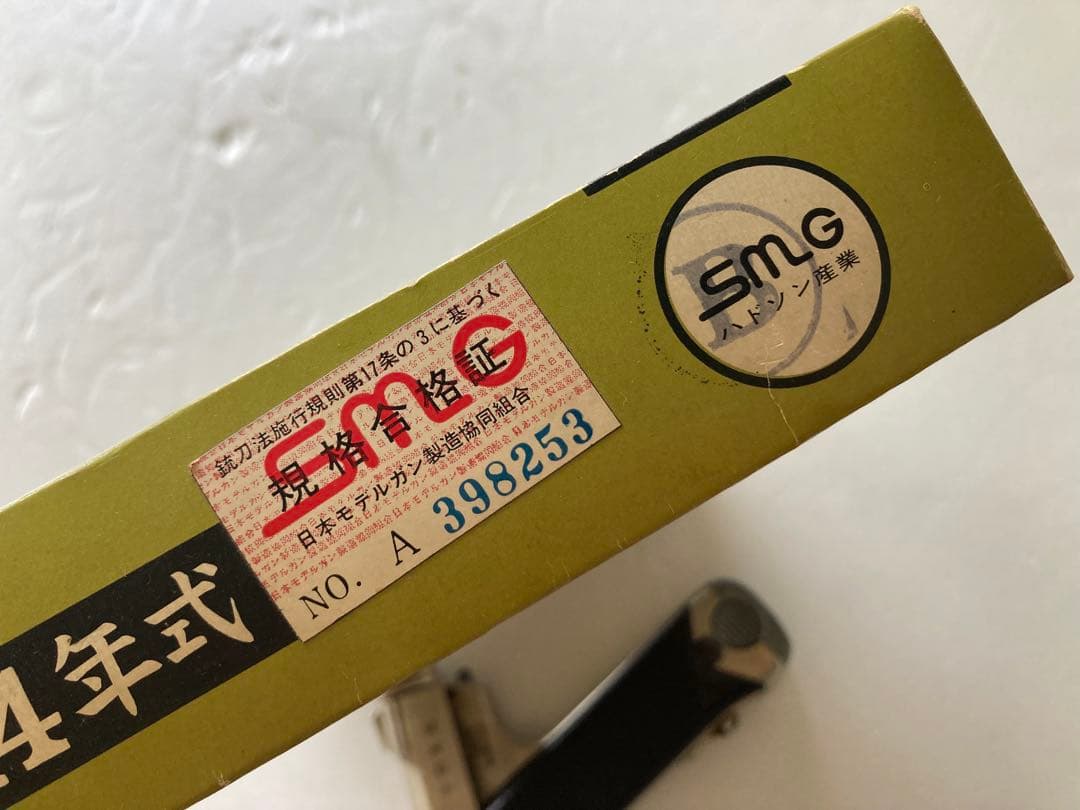 銃刀法施行規則第17条の3に基づく
SMG
規格合格証
日本モデルガン製造協同組合
NO. A 398253
SMG
ハドソン産業
B
4年式